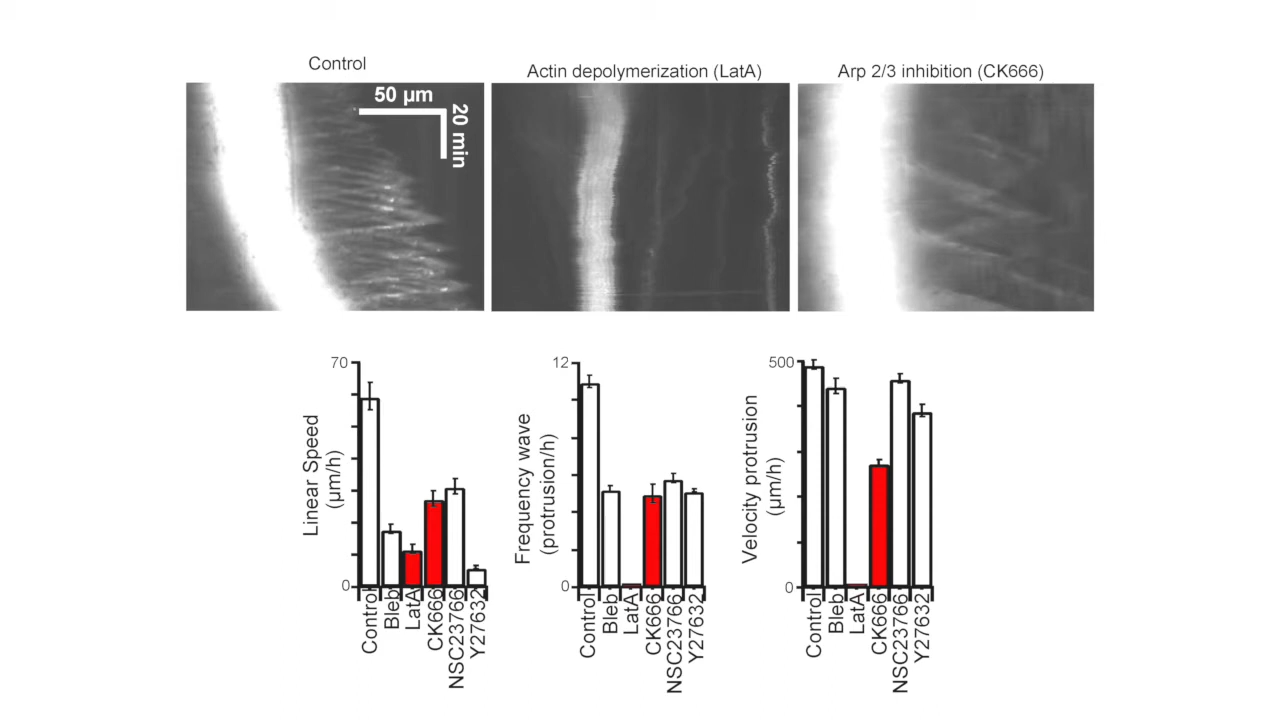 Control
Actin depolymerization (LatA)
Arp 2/3 inhibition (CK666)
50 µm
20 min
70
0
Linear Speed
(µm/h)
Control
Bleb
LatA
CK666
NSC23766
Y27632
12
0
Frequency wave
(protrusion/h)
Control
Bleb
LatA
CK666
NSC23766
Y27632
500
0
Velocity protrusion
(µm/h)
Control
Bleb
LatA
CK666
NSC23766
Y27632